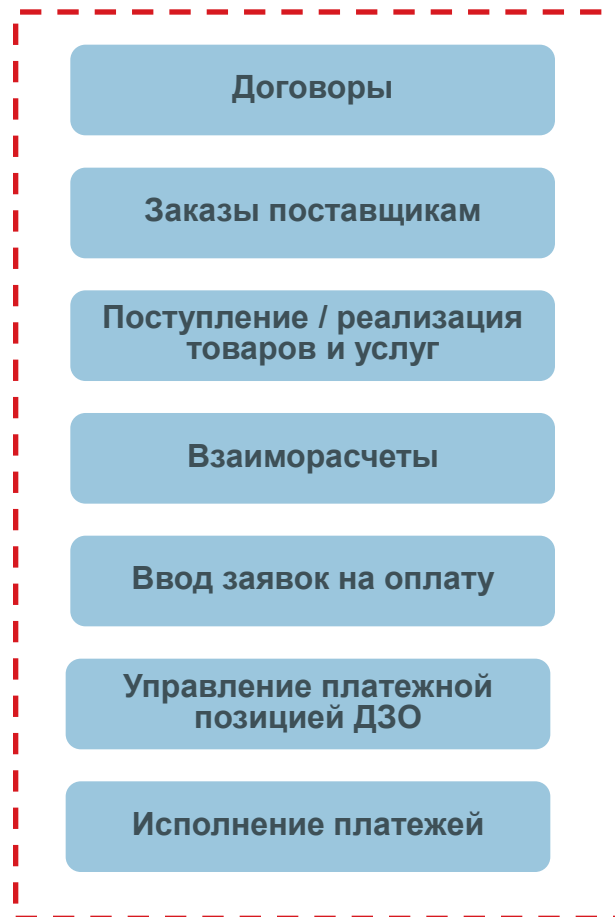 Договоры
Заказы поставщикам
Поступление / реализация
товаров и услуг
Взаиморасчеты
Ввод заявок на оплату
Управление платежной
позицией ДЗО
Исполнение платежей